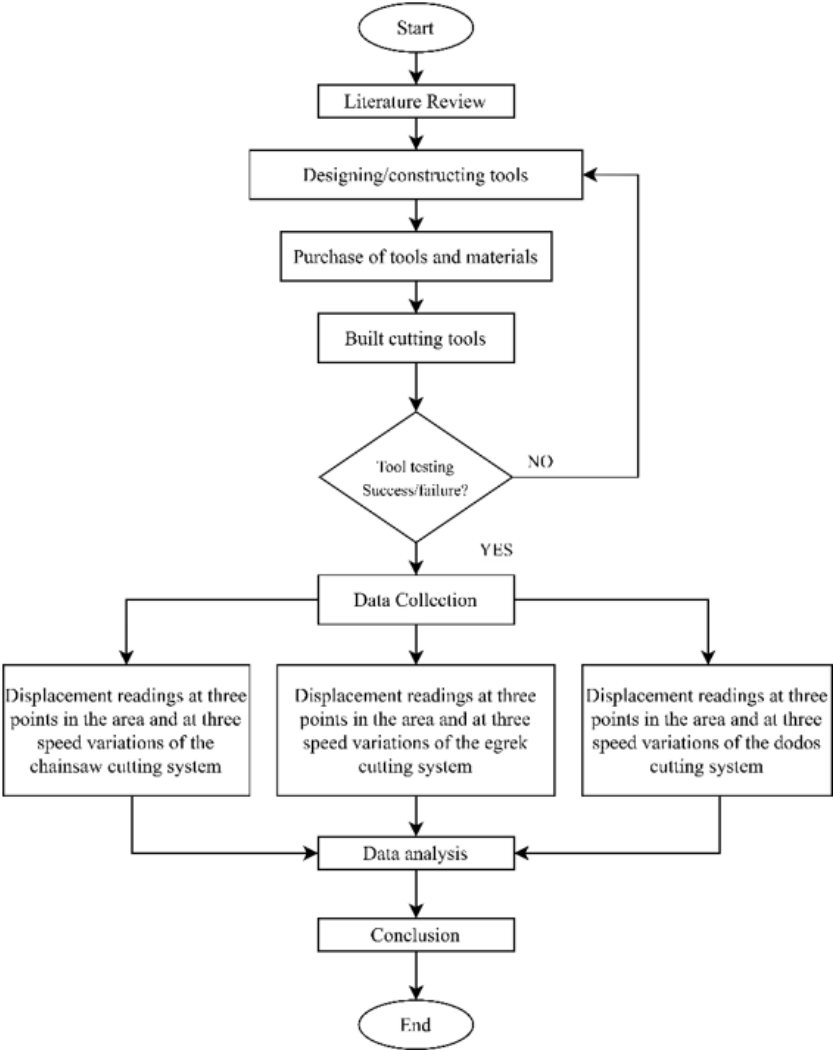 Start
Literature Review
Designing/constructing tools
Purchase of tools and materials
Built cutting tools
Tool testing
Success/failure?
NO
YES
Data Collection
Displacement readings at three
points in the area and at three
speed variations of the
chainsaw cutting system
Displacement readings at three
points in the area and at three
speed variations of the egrek
cutting system
Displacement readings at three
points in the area and at three
speed variations of the dodos
cutting system
Data analysis
Conclusion
End